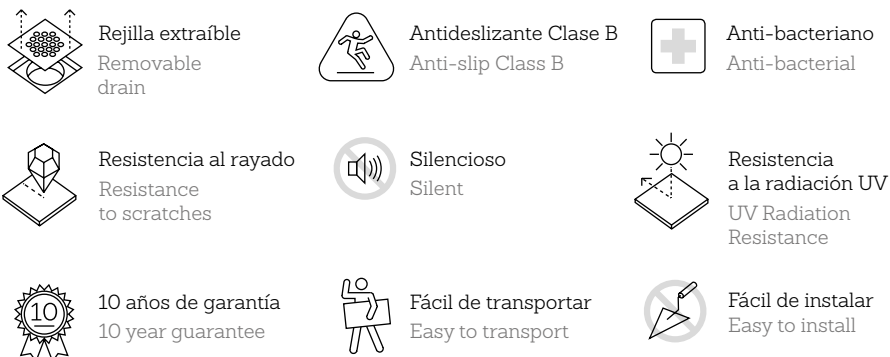 Rejilla extraíble
Removable
drain
Antideslizante Clase B
Anti-slip Class B
Anti-bacteriano
Anti-bacterial
Resistencia al rayado
Resistance
to scratches
Silencioso
Silent
Resistencia
a la radiación UV
UV Radiation
Resistance
10
10 años de garantía
10 year guarantee
Fácil de transportar
Easy to transport
Fácil de instalar
Easy to install